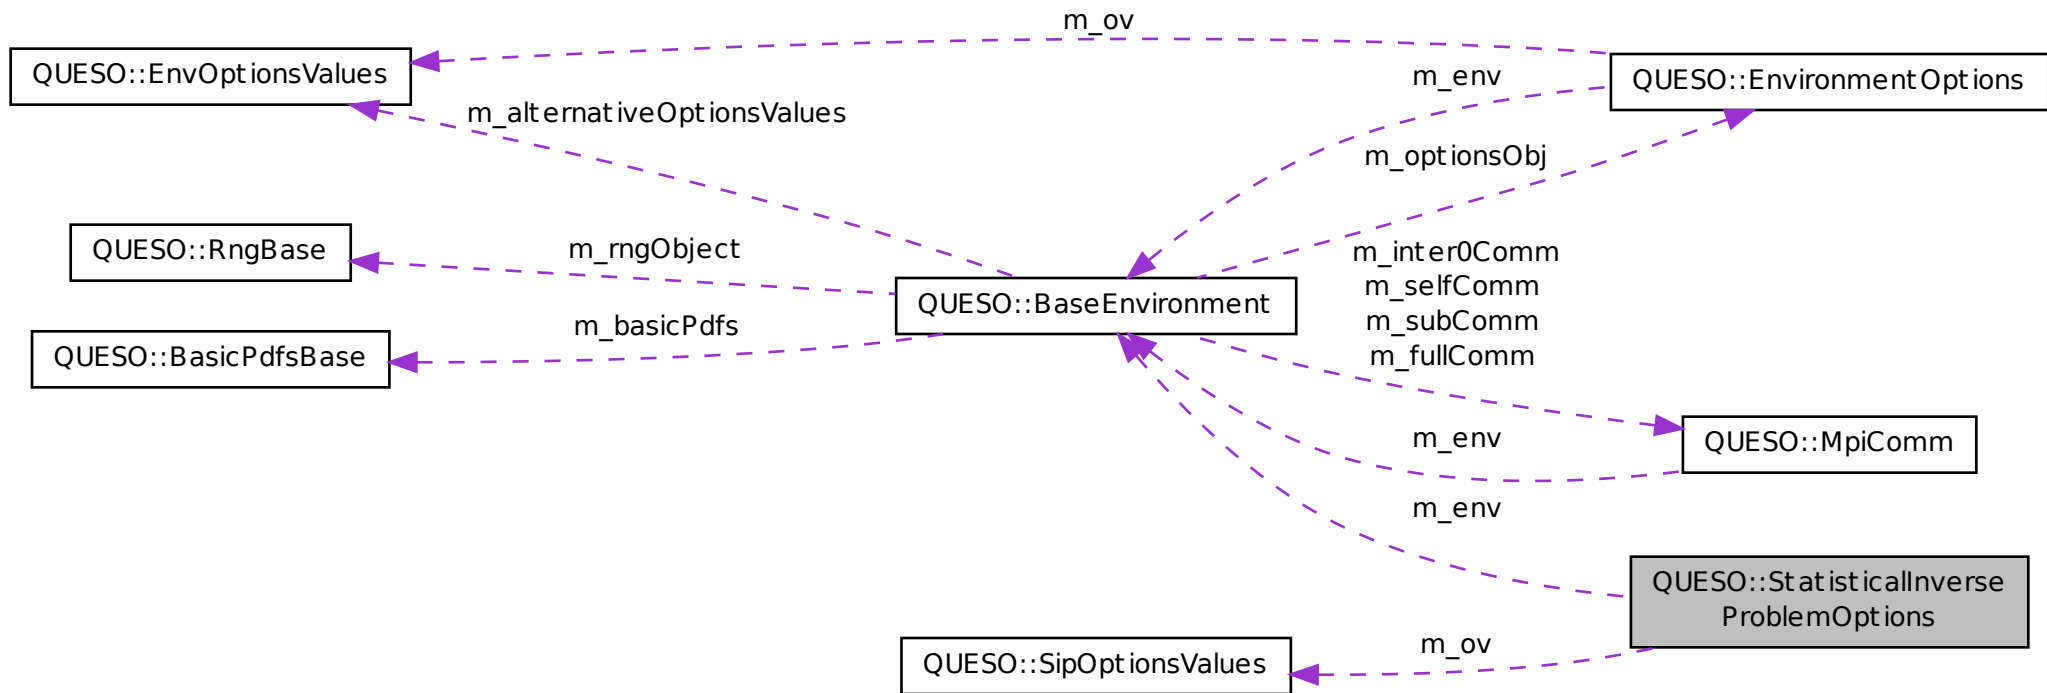 m_ov
QUESO::EnvOptionsValues
m_env
QUESO::EnvironmentOptions
m_alternativeOptionsValues
m_optionsObj
QUESO::RngBase
m_rngObject
m_inter0Comm
m_selfComm
m_subComm
m_fullComm
QUESO::BaseEnvironment
QUESO::BasicPdfsBase
m_basicPdfs
m_env
QUESO::MpiComm
m_env
QUESO::StatisticalInverse
ProblemOptions
m_ov
QUESO::SipOptionsValues